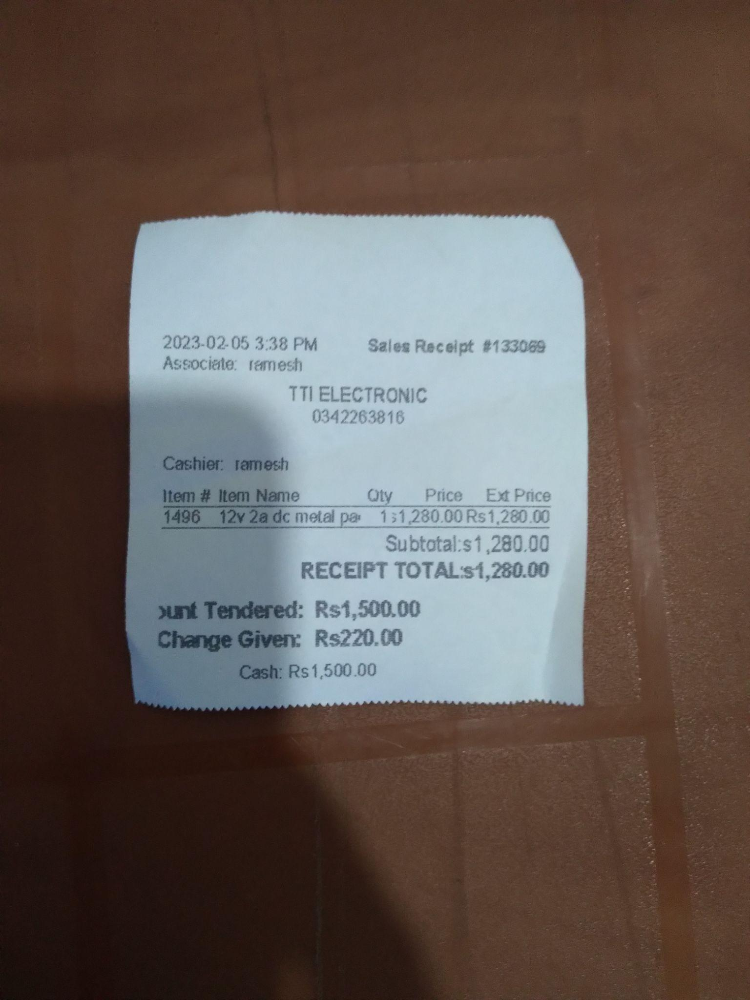 2023-02-05 3:38 PM Sales Receipt #133069
Associate: ramesh
TTI ELECTRONIC
0342263816
Cashier: ramesh
Item # Item Name Qty Price Ext Price
1496 12v 2a dc metal pa 1 s1,280.00 Rs1,280.00
Subtotal:s1,280.00
RECEIPT TOTAL:s1,280.00
ount Tendered: Rs1,500.00
Change Given: Rs220.00
Cash: Rs1,500.00